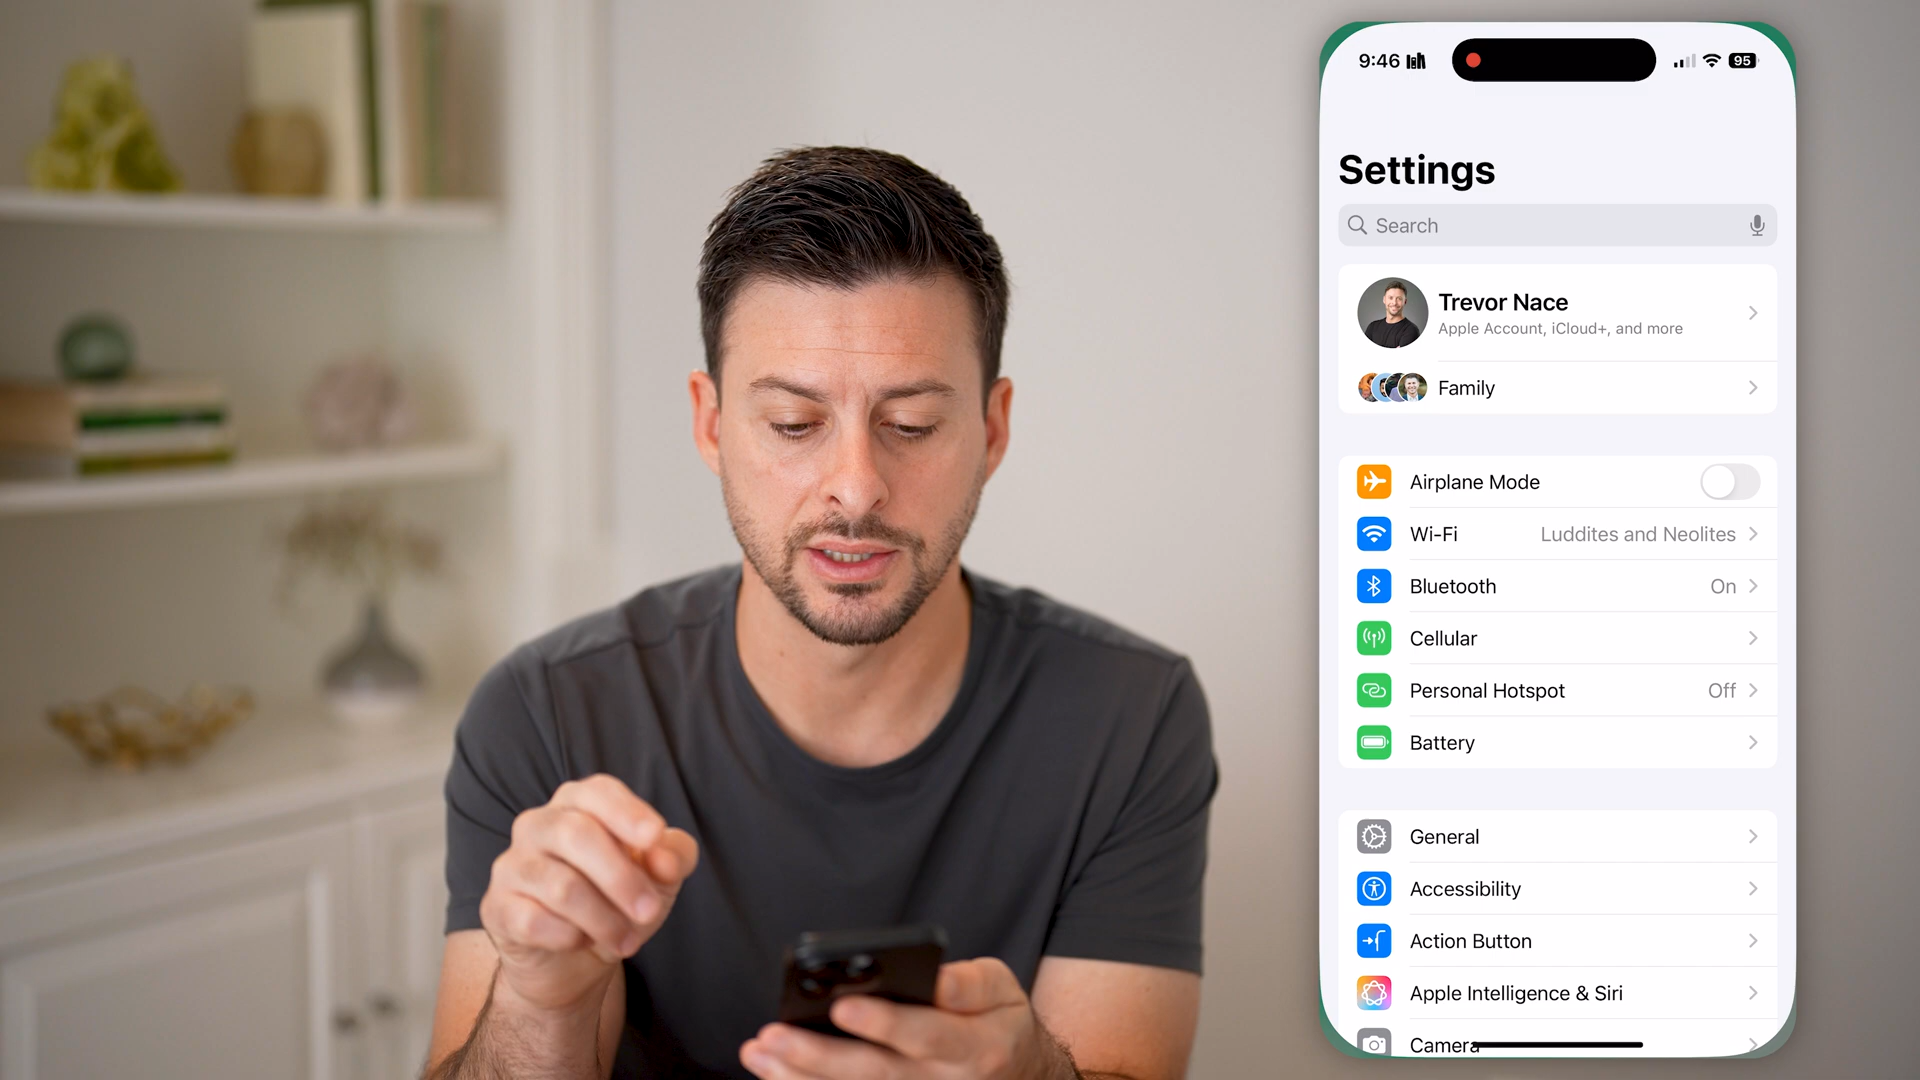 9:46
95
Settings
Search
Trevor Nace
Apple Account, iCloud+, and more
Family
Airplane Mode
Wi-Fi Luddites and Neolites
Bluetooth On
Cellular
Personal Hotspot Off
Battery
General
Accessibility
Action Button
Apple Intelligence & Siri
Camera